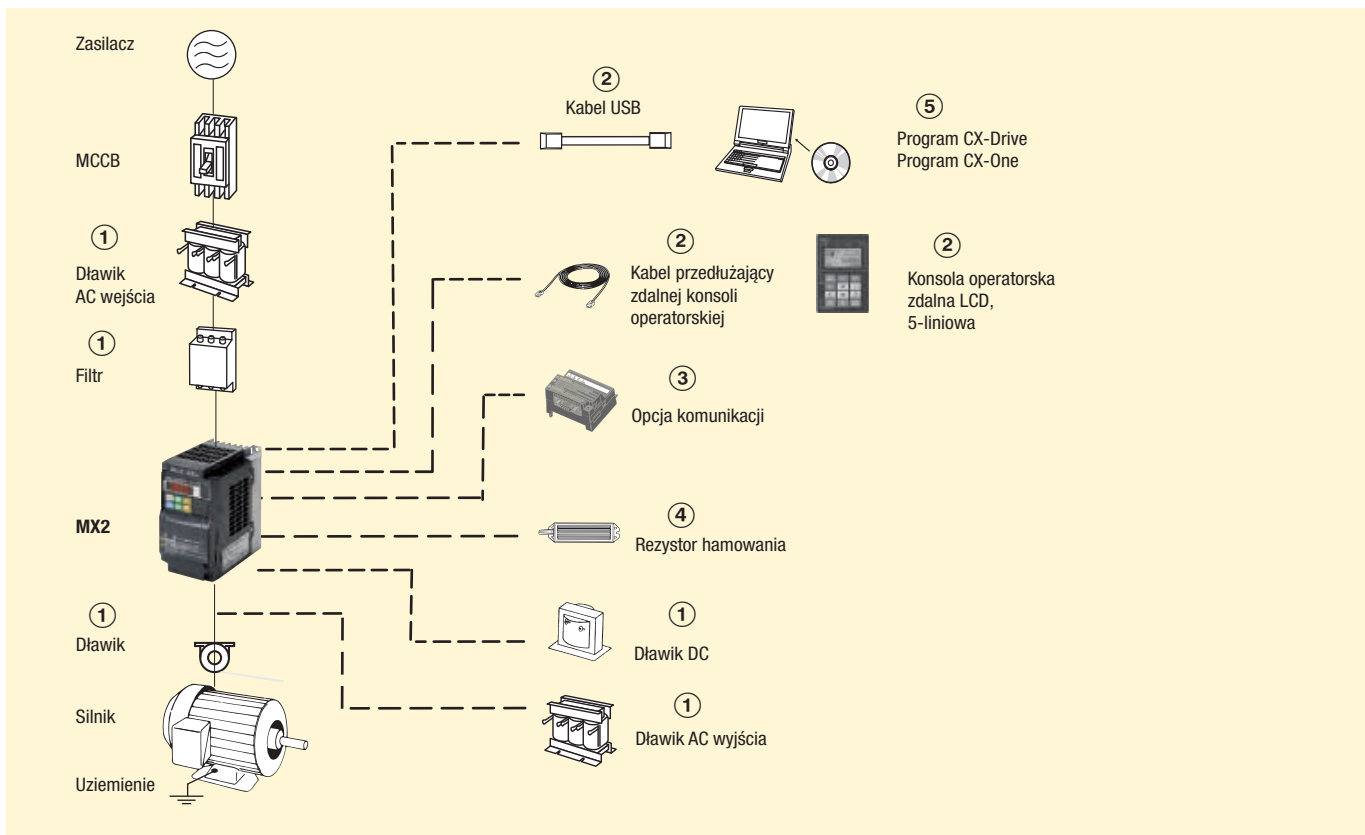 Zasilacz
MCCB
1
Dławik
AC wejścia
1
Filtr
MX2
1
Dławik
Silnik
Uziemienie
2
Kabel USB
5
Program CX-Drive
Program CX-One
2
Kabel przedłużający
zdalnej konsoli
operatorskiej
2
Konsola operatorska
zdalna LCD,
5-liniowa
3
Opcja komunikacji
4
Rezystor hamowania
1
Dławik DC
1
Dławik AC wyjścia